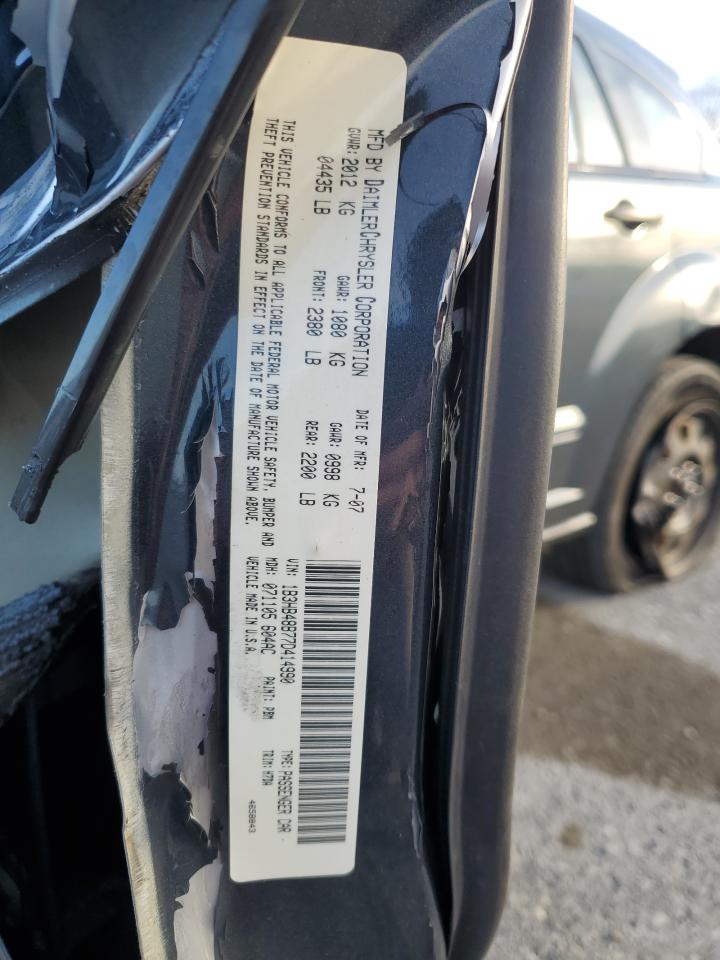 MFD BY DAIMLERCHRYSLER CORPORATION DATE OF MFR: 7-07
GVWR: 2012 KG GAWR: 1080 KG GAWR: 0998 KG
04435 LB FRONT: 2380 LB REAR: 2200 LB
THIS VEHICLE CONFORMS TO ALL APPLICABLE FEDERAL MOTOR VEHICLE SAFETY, BUMPER AND
THEFT PREVENTION STANDARDS IN EFFECT ON THE DATE OF MANUFACTURE SHOWN ABOVE.
VIN: 1B3HB48B77D414990 TYPE: PASSENGER CAR
MDH: 071105 604AC PAINT: PBM TRIM: H7DA
VEHICLE MADE IN U.S.A. 4658843